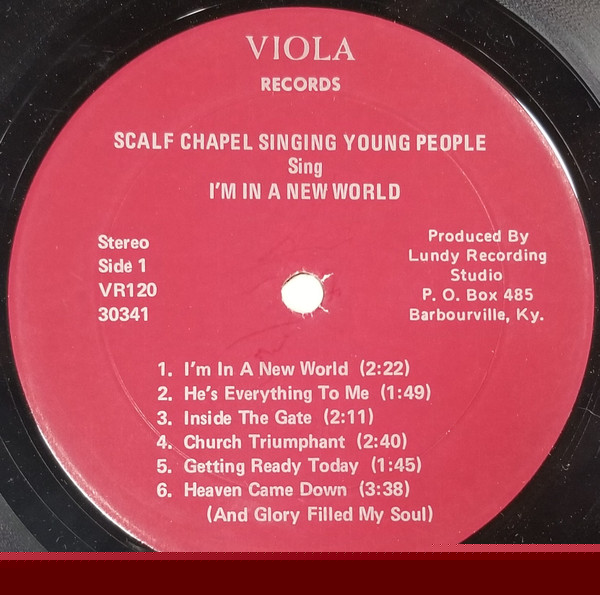 VIOLA
RECORDS
SCALF CHAPEL SINGING YOUNG PEOPLE
Sing
I'M IN A NEW WORLD
Stereo
Side 1
VR120
30341
Produced By
Lundy Recording
Studio
P. O. Box 485
Barbourville, Ky.
1. I'm In A New World (2:22)
2. He's Everything To Me (1:49)
3. Inside The Gate (2:11)
4. Church Triumphant (2:40)
5. Getting Ready Today (1:45)
6. Heaven Came Down (3:38)
(And Glory Filled My Soul)